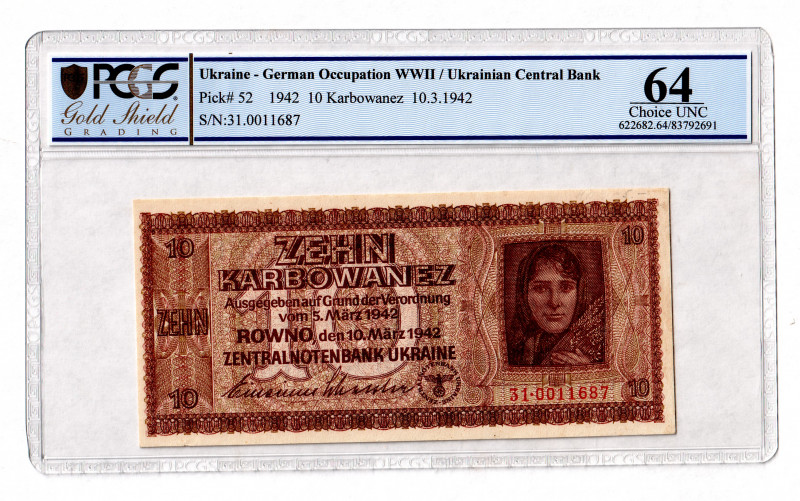 PCGS
Gold Shield
GRADING
Ukraine - German Occupation WWII / Ukrainian Central Bank
Pick# 52 1942 10 Karbowanez 10.3.1942
S/N:31.0011687
64
Choice UNC
622682.64/83792691
10
10
ZEHN
KARBOWANEZ
Ausgegeben auf Grund der Verordnung
vom 5. März 1942
ROWNO, den 10. März 1942
ZENTRALNOTENBANK UKRAINE
ZEHN
10
10
31·0011687
10